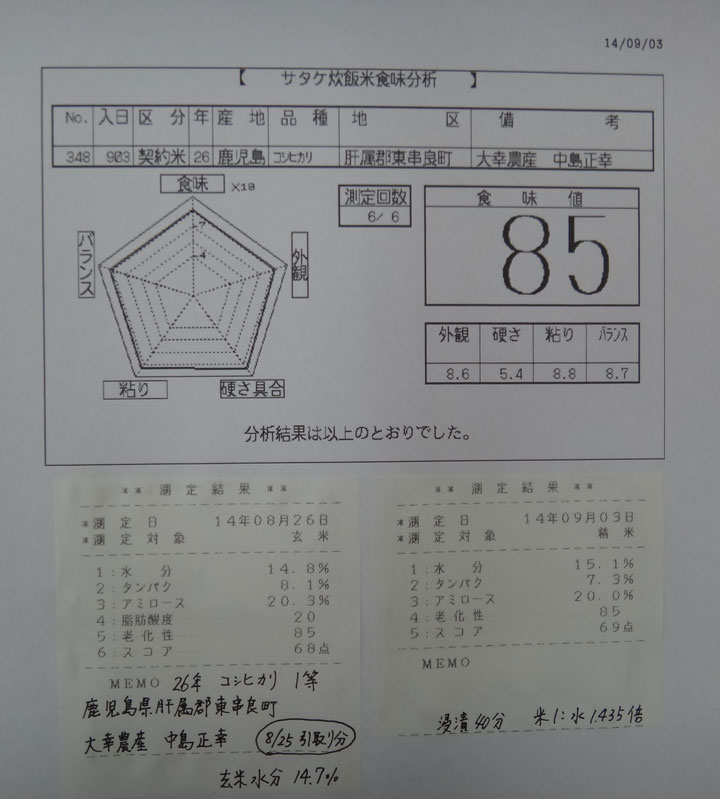 14/09/03
【 サタケ炊飯米食味分析 】
No. 入日 区分 年 産地 品種 地区 備考
348 903 契約米 26 鹿児島 コシヒカリ 肝属郡東串良町 大幸農産 中島正幸
食味 ×10
測定回数
6/ 6
食味値
85
7
4
バランス
外観
粘り
硬さ具合
外観 硬さ 粘り バランス
8.6 5.4 8.8 8.7
分析結果は以上のとおりでした。
** 測定結果 **
*測定日 14年08月26日
*測定対象 玄米
1:水分 14.8%
2:タンパク 8.1%
3:アミロース 20.3%
4:脂肪酸度 20
5:老化性 85
6:スコア 68点
MEMO 26年 コシヒカリ 1等
鹿児島県肝属郡東串良町
大幸農産 中島正幸 8/25 引取り分
玄米水分 14.7%
** 測定結果 **
*測定日 14年09月03日
*測定対象 精米
1:水分 15.1%
2:タンパク 7.3%
3:アミロース 20.0%
4:老化性 85
5:スコア 69点
MEMO
浸漬40分 米1:水1.435倍